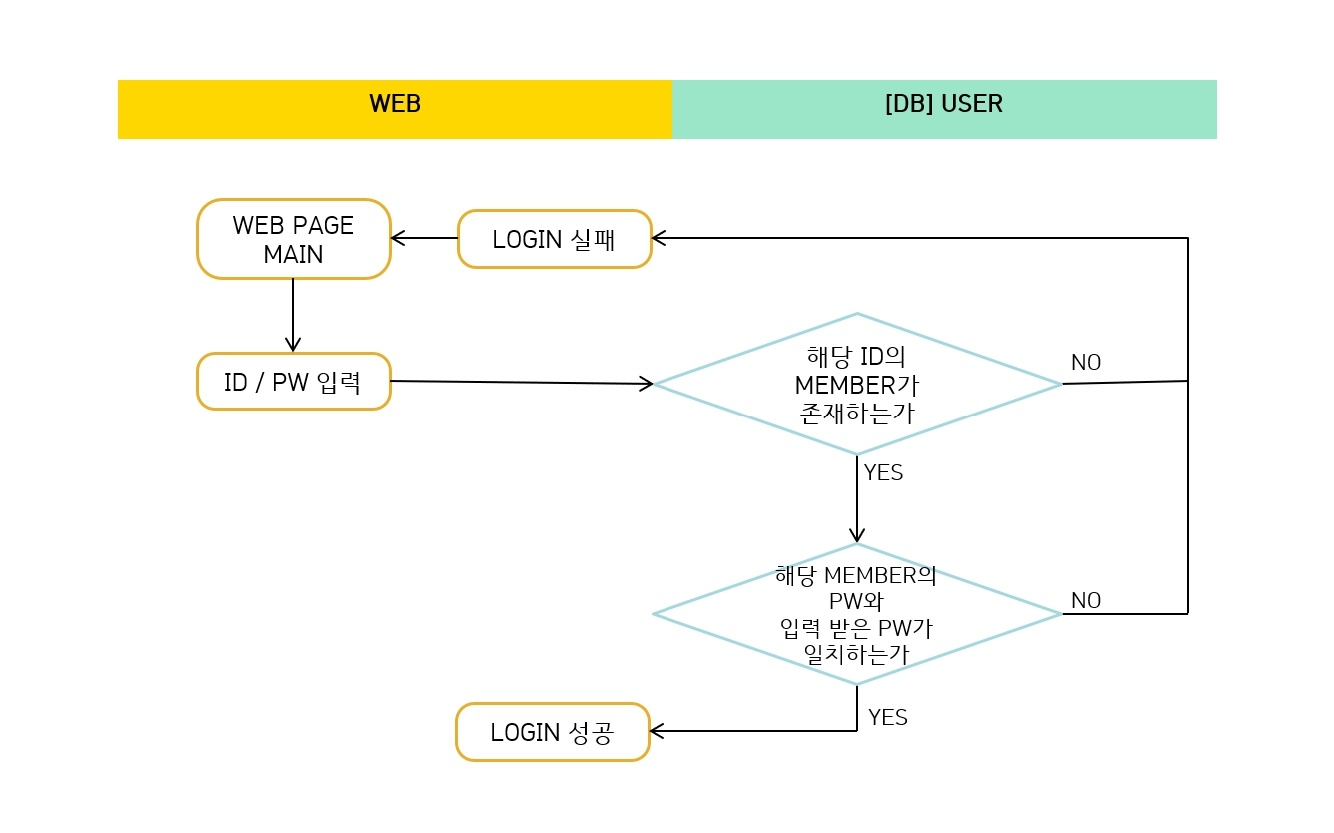 WEB
[DB] USER
WEB PAGE
MAIN
LOGIN 실패
ID / PW 입력
해당 ID의
MEMBER가
존재하는가
NO
YES
해당 MEMBER의
PW와
입력 받은 PW가
일치하는가
NO
YES
LOGIN 성공